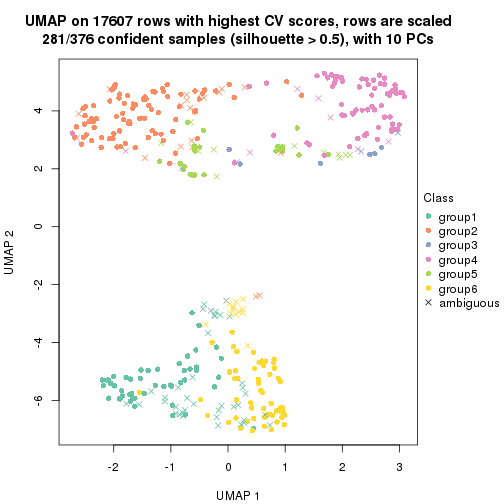 UMAP on 17607 rows with highest CV scores, rows are scaled
281/376 confident samples (silhouette > 0.5), with 10 PCs
4
2
0
-2
-4
-6
UMAP 2
-2
-1
0
1
2
3
UMAP 1
Class
group1
group2
group3
group4
group5
group6
ambiguous